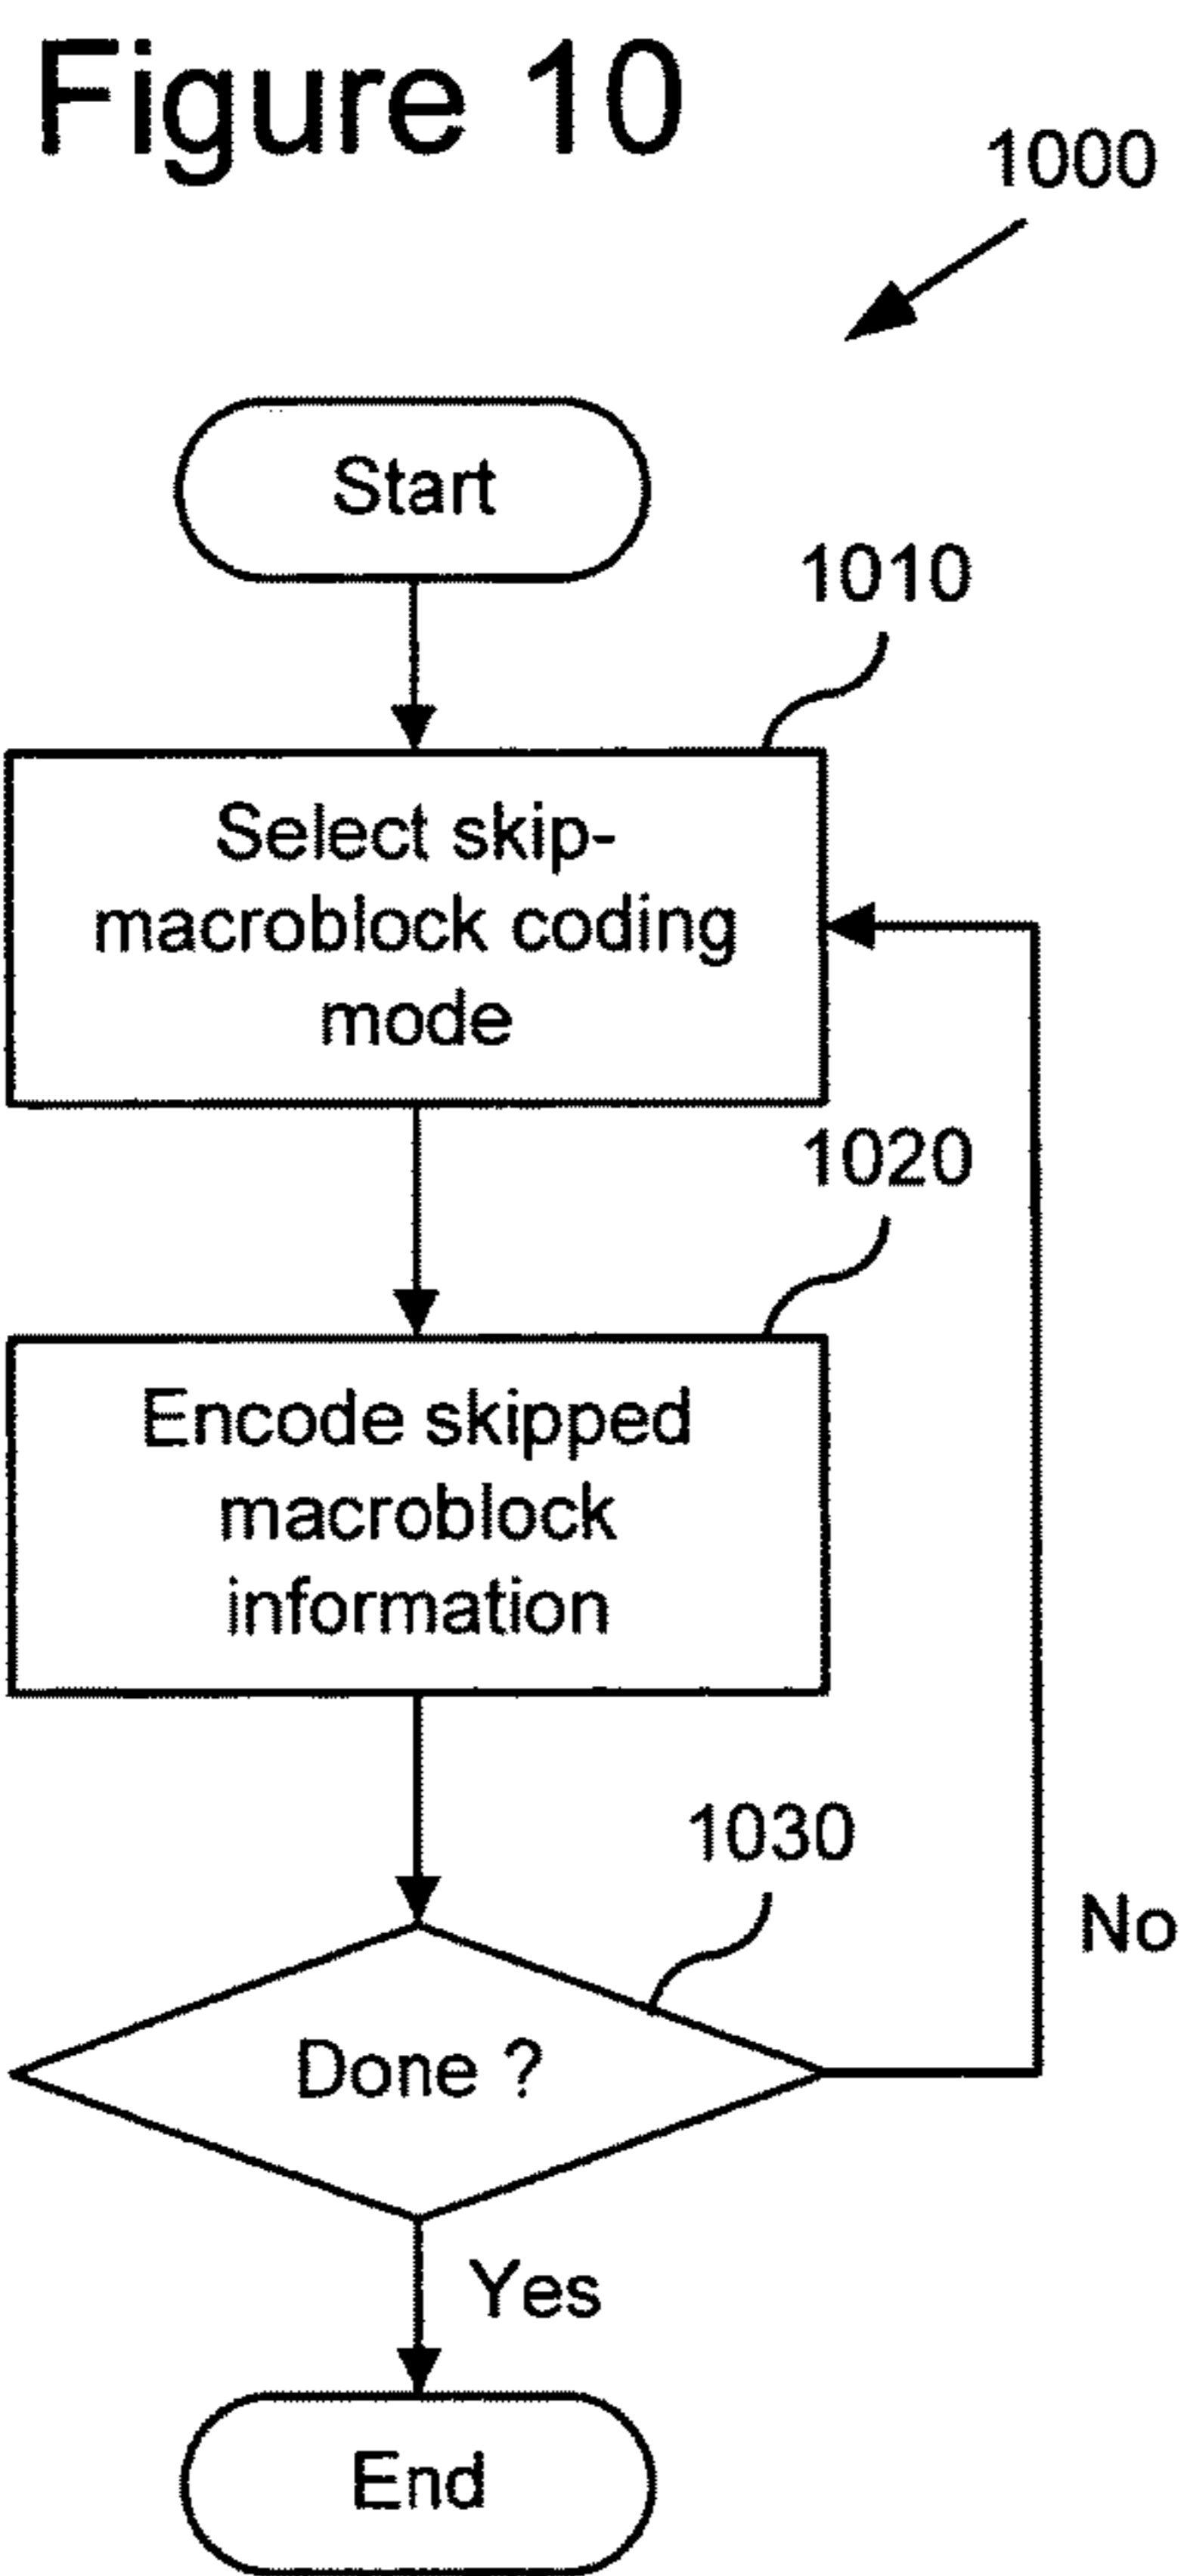 Figure 10
1000
Start
1010
Select skip-
macroblock coding
mode
1020
Encode skipped
macroblock
information
1030
No
Done ?
Yes
End